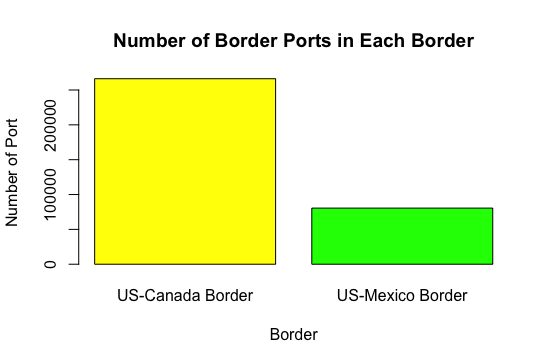 Number of Border Ports in Each Border
Number of Port
200000
100000
0
US-Canada Border
US-Mexico Border
Border